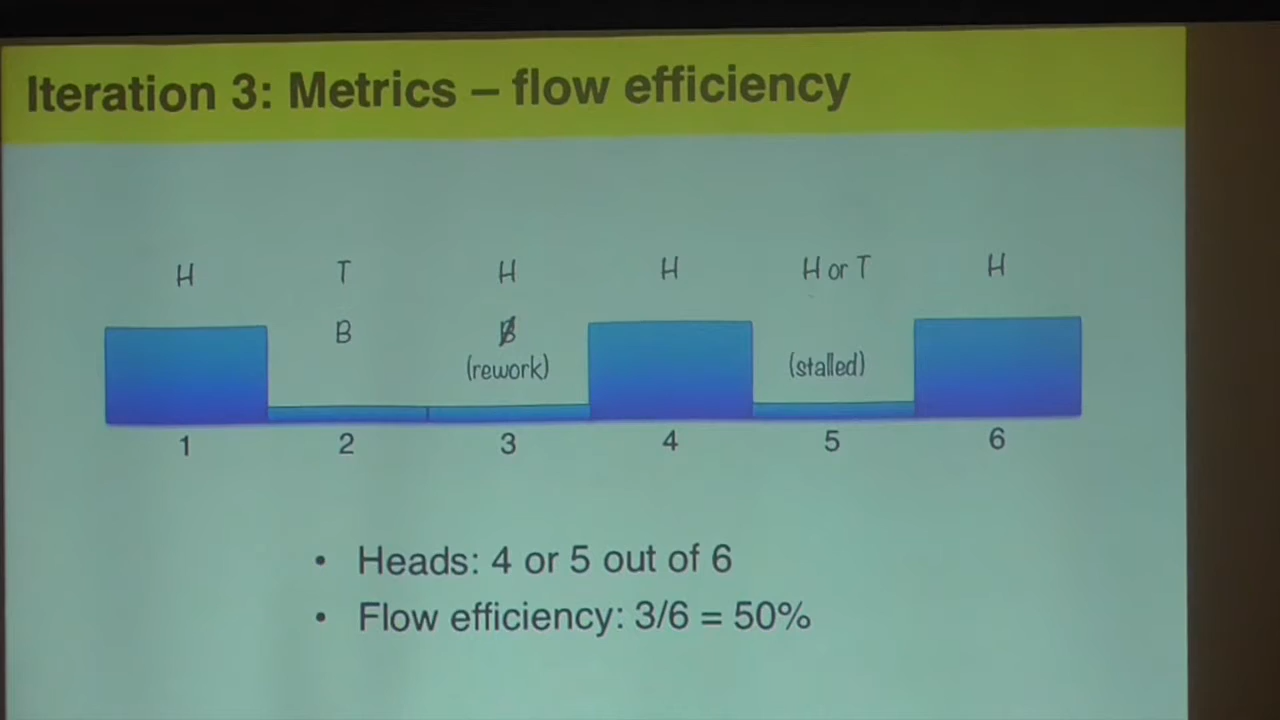 Iteration 3: Metrics – flow efficiency
H T H H H or T H
B B
(rework) (stalled)
1 2 3 4 5 6
• Heads: 4 or 5 out of 6
• Flow efficiency: 3/6 = 50%